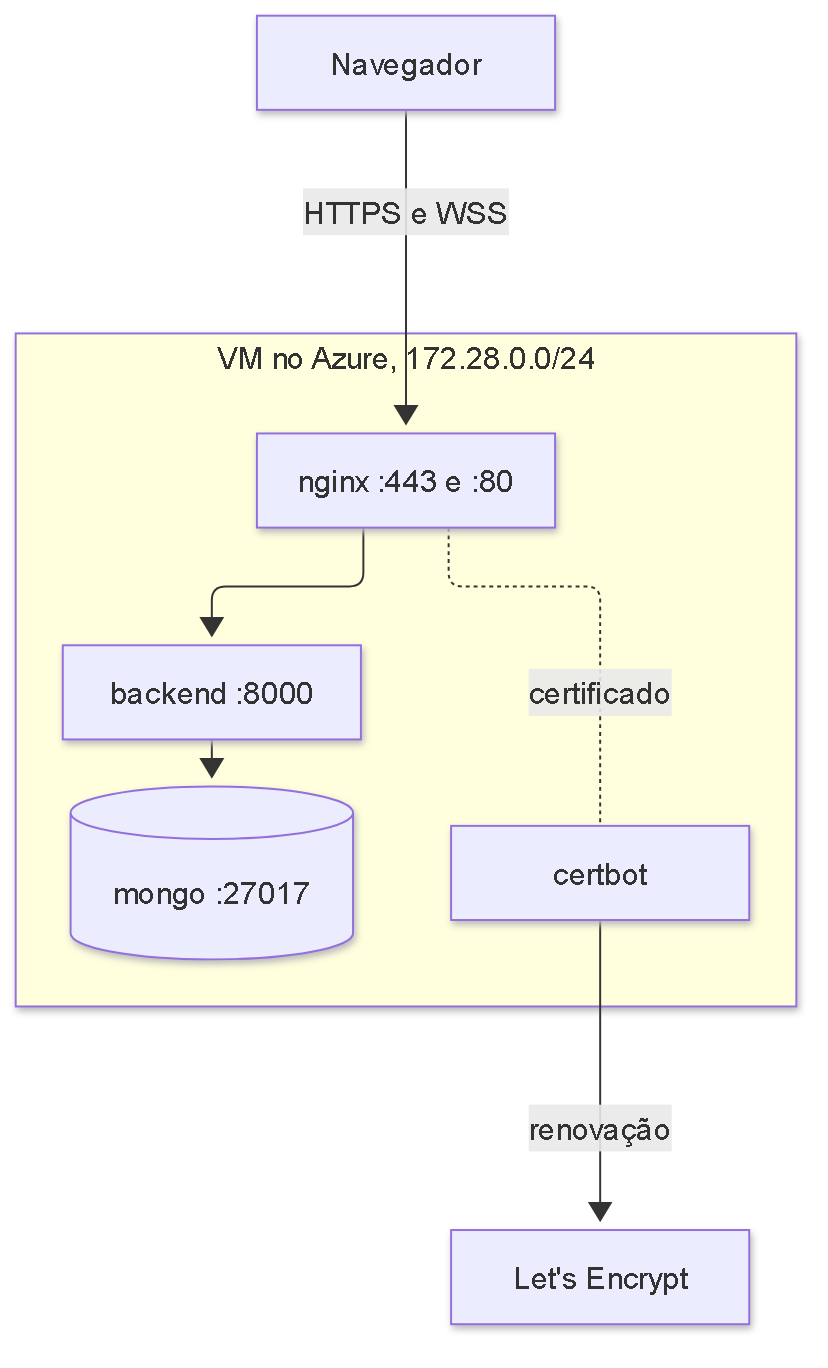 Navegador
HTTPS e WSS
VM no Azure, 172.28.0.0/24
nginx :443 e :80
backend :8000
certificado
mongo :27017
certbot
renovação
Let's Encrypt